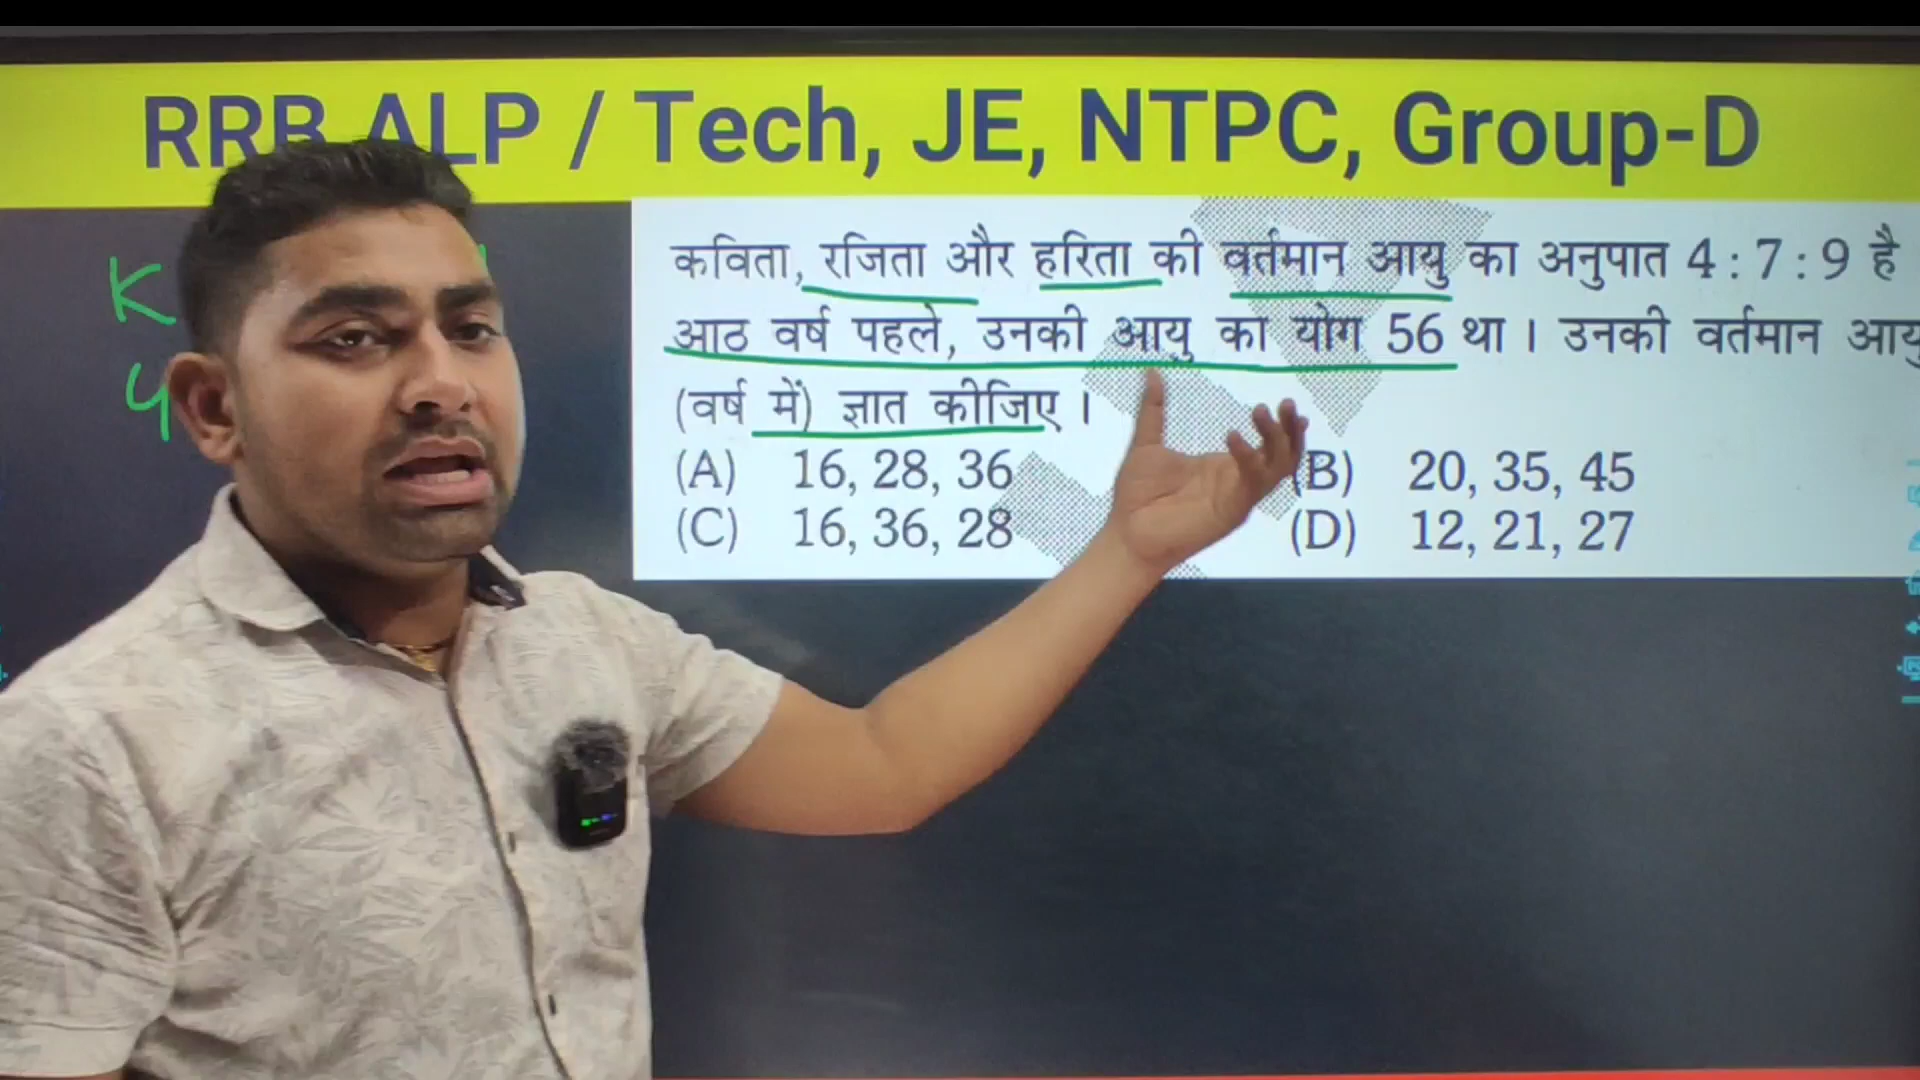 RRB ALP / Tech, JE, NTPC, Group-D
कविता, रजिता और हरिता की वर्तमान आयु का अनुपात 4 : 7 : 9 है
आठ वर्ष पहले, उनकी आयु का योग 56 था । उनकी वर्तमान आयु
(वर्ष में) ज्ञात कीजिए ।
(A) 16, 28, 36 (B) 20, 35, 45
(C) 16, 36, 28 (D) 12, 21, 27
K
4